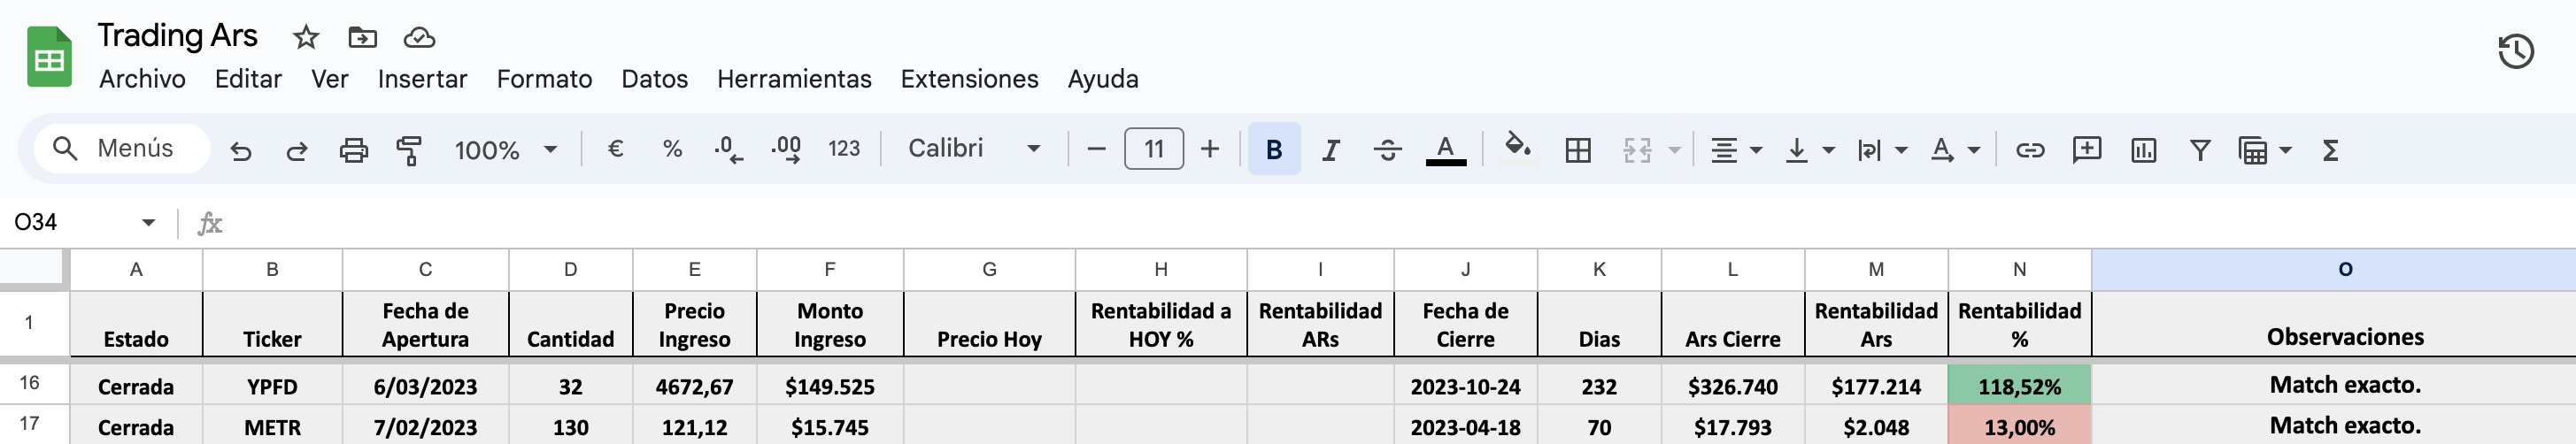 Trading Ars
Archivo Editar Ver Insertar Formato Datos Herramientas Extensiones Ayuda
Menús 100% € % .0 .00 123 Calibri 11 B I S A
O34 fx
A B C D E F G H I J K L M N O
1 Estado Ticker Fecha de Apertura Cantidad Precio Ingreso Monto Ingreso Precio Hoy Rentabilidad a HOY % Rentabilidad ARs Fecha de Cierre Dias Ars Cierre Rentabilidad Ars Rentabilidad % Observaciones
16 Cerrada YPFD 6/03/2023 32 4672,67 $149.525 2023-10-24 232 $326.740 $177.214 118,52% Match exacto.
17 Cerrada METR 7/02/2023 130 121,12 $15.745 2023-04-18 70 $17.793 $2.048 13,00% Match exacto.